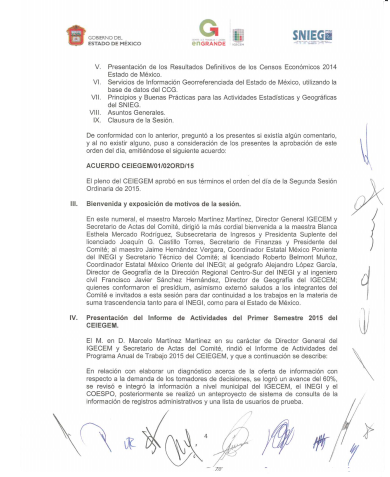 GOBIERNO DEL
ESTADO DE MÉXICO
enGRANDE
SNIEG
V. Presentación de los Resultados Definitivos de los Censos Económicos 2014
Estado de México.
VI. Servicios de Información Georreferenciada del Estado de México, utilizando la
base de datos del CCG.
VII. Principios y Buenas Prácticas para las Actividades Estadísticas y Geográficas
del SNIEG.
VIII. Asuntos Generales.
IX. Clausura de la Sesión.
De conformidad con lo anterior, preguntó a los presentes si existía algún comentario,
y al no existir alguno, puso a consideración de los presentes la aprobación de este
orden del día, emitiéndose el siguiente acuerdo:
ACUERDO CEIEGEM/01/02ORD/15
El pleno del CEIEGEM aprobó en sus términos el orden del día de la Segunda Sesión
Ordinaria de 2015.
III. Bienvenida y exposición de motivos de la sesión.
En este numeral, el maestro Marcelo Martínez Martínez, Director General IGECEM y
Secretario de Actas del Comité, dirigió la más cordial bienvenida a la maestra Blanca
Esthela Mercado Rodríguez, Subsecretaria de Ingresos y Presidenta Suplente del
licenciado Joaquín G. Castillo Torres, Secretario de Finanzas y Presidente del
Comité; al maestro Jaime Hernández Vergara, Coordinador Estatal México Poniente
del INEGI y Secretario Técnico del Comité; al licenciado Roberto Belmont Muñoz,
Coordinador Estatal México Oriente del INEGI; al geógrafo Alejandro López García,
Director de Geografía de la Dirección Regional Centro-Sur del INEGI y al ingeniero
civil Francisco Javier Sánchez Hernández, Director de Geografía del IGECEM;
quienes conformaron el presídium, asimismo externó saludos a los integrantes del
Comité e invitados a esta sesión para dar continuidad a los trabajos en la materia de
suma trascendencia tanto para el INEGI, como para el Estado de México.
IV. Presentación del Informe de Actividades del Primer Semestre 2015 del
CEIEGEM.
El M. en D. Marcelo Martínez Martínez en su carácter de Director General del
IGECEM y Secretario de Actas del Comité, rindió el Informe de Actividades del
Programa Anual de Trabajo 2015 del CEIEGEM, y que a continuación se describe:
En relación con elaborar un diagnóstico acerca de la oferta de información con
respecto a la demanda de los tomadores de decisiones, se logró un avance del 60%,
se revisó e integró la información a nivel municipal del IGECEM, el INEGI y el
COESPO, posteriormente se realizó un anteproyecto de sistema de consulta de la
información de registros administrativos y una lista de usuarios de prueba.
4